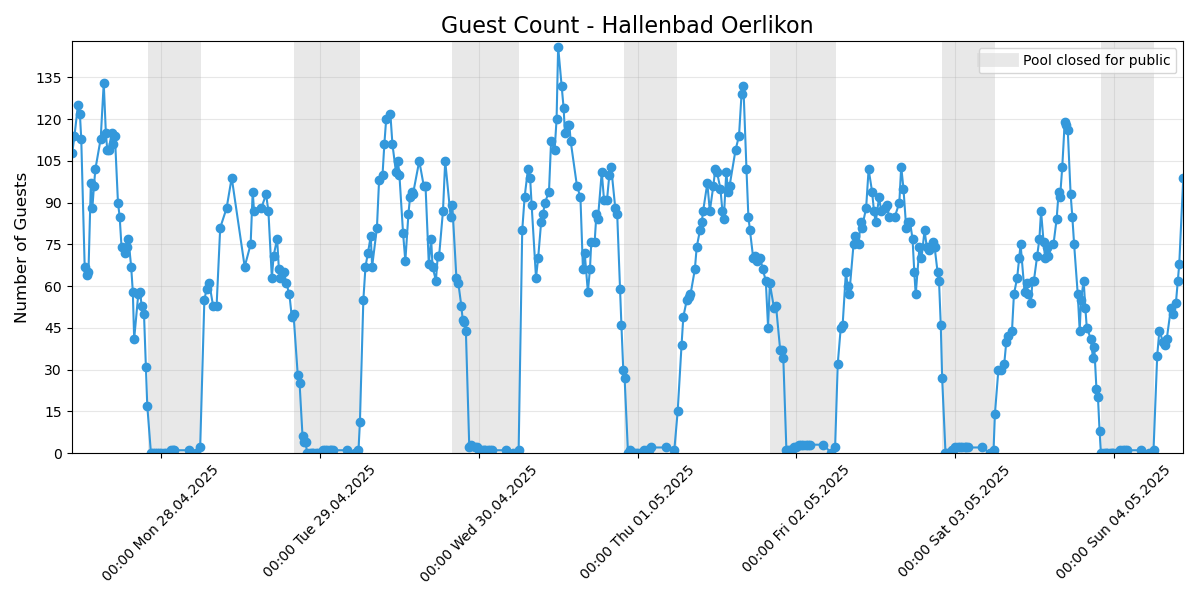 Guest Count - Hallenbad Oerlikon
Pool closed for public
Number of Guests
135
120
105
90
75
60
45
30
15
0
00:00 Mon 28.04.2025
00:00 Tue 29.04.2025
00:00 Wed 30.04.2025
00:00 Thu 01.05.2025
00:00 Fri 02.05.2025
00:00 Sat 03.05.2025
00:00 Sun 04.05.2025